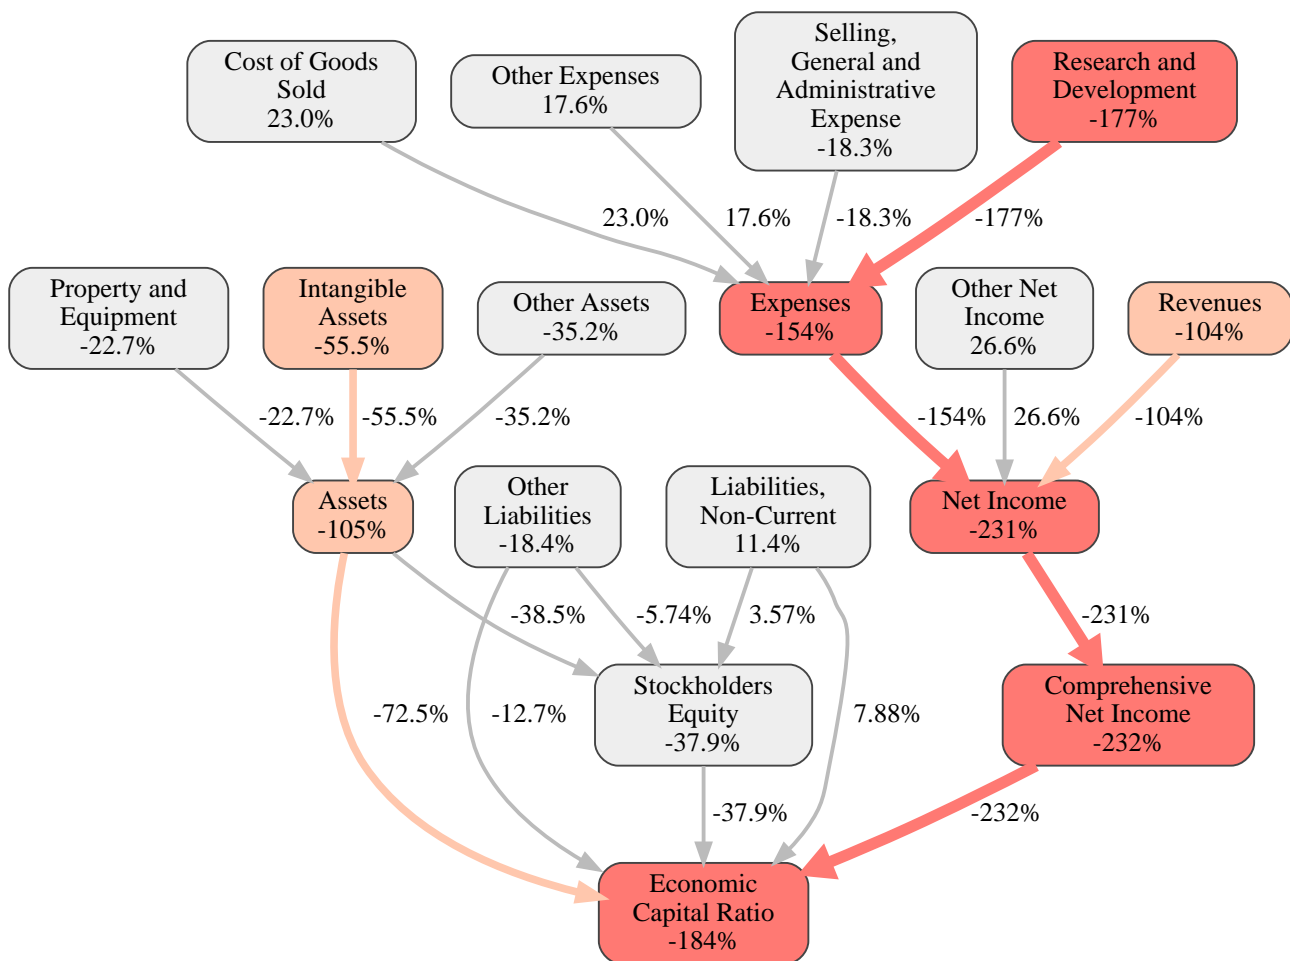 Cost of Goods
Sold
23.0%
Other Expenses
17.6%
Selling,
General and
Administrative
Expense
-18.3%
Research and
Development
-177%
23.0%
17.6%
-18.3%
-177%
Property and
Equipment
-22.7%
Intangible
Assets
-55.5%
Other Assets
-35.2%
Expenses
-154%
Other Net
Income
26.6%
Revenues
-104%
-22.7%
-55.5%
-35.2%
-154%
26.6%
-104%
Assets
-105%
Other
Liabilities
-18.4%
Liabilities,
Non-Current
11.4%
Net Income
-231%
-38.5%
-5.74%
3.57%
-231%
Stockholders
Equity
-37.9%
Comprehensive
Net Income
-232%
-72.5%
-12.7%
7.88%
-37.9%
-232%
Economic
Capital Ratio
-184%